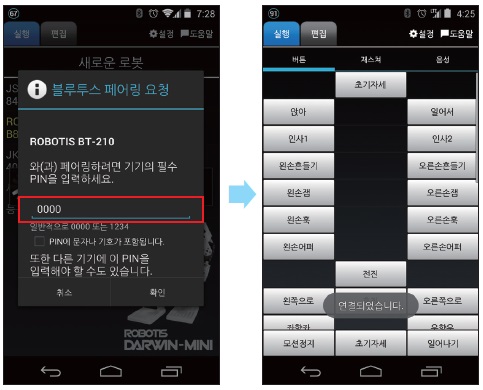 67
7:28
실행
편집
설정
도움말
새로운 로봇
JS
84
블루투스 페어링 요청
RO
B8
ROBOTIS BT-210
JK
와(과) 페어링하려면 기기의 필수
PIN을 입력하세요.
0000
일반적으로 0000 또는 1234
PIN에 문자나 기호가 포함됩니다.
또한 다른 기기에 이 PIN을
입력해야 할 수도 있습니다.
취소
확인
ROBOTIS
DARWIN-MINI
91
4:25
실행
편집
설정
도움말
버튼
제스쳐
음성
초기자세
앉아
일어서
인사1
인사2
왼손흔들기
오른손흔들기
왼손잽
오른손잽
왼손훅
오른손훅
왼손어퍼
오른손어퍼
전진
왼쪽으로
연결되었습니다.
오른쪽으로
모션정지
초기자세
일어나기